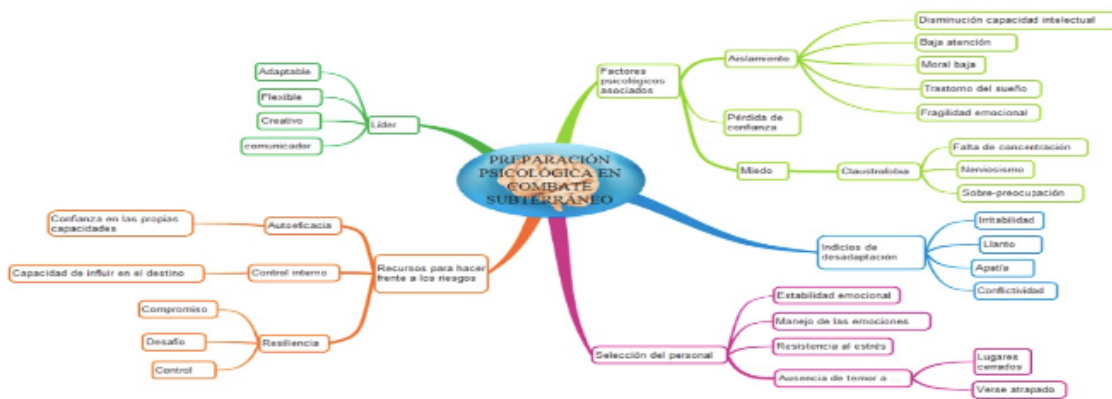 PREPARACIÓN
PSICOLÓGICA EN
COMBATE
SUBTERRÁNEO
Líder
Adaptable
Flexible
Creativo
comunicador
Factores
psicológicos
asociados
Aislamiento
Disminución capacidad intelectual
Baja atención
Moral baja
Trastorno del sueño
Fragilidad emocional
Pérdida de
confianza
Miedo
Claustrofobia
Falta de concentración
Nerviosismo
Sobre-preocupación
Indicios de
desadaptación
Irritabilidad
Llanto
Apatía
Conflictividad
Selección del personal
Estabilidad emocional
Manejo de las emociones
Resistencia al estrés
Ausencia de temor a ...
Lugares
cerrados
Verse atrapado
Recursos para hacer
frente a los riesgos
Autoeficacia
Confianza en las propias
capacidades
Control interno
Capacidad de influir en el destino
Resiliencia
Compromiso
Desafío
Control